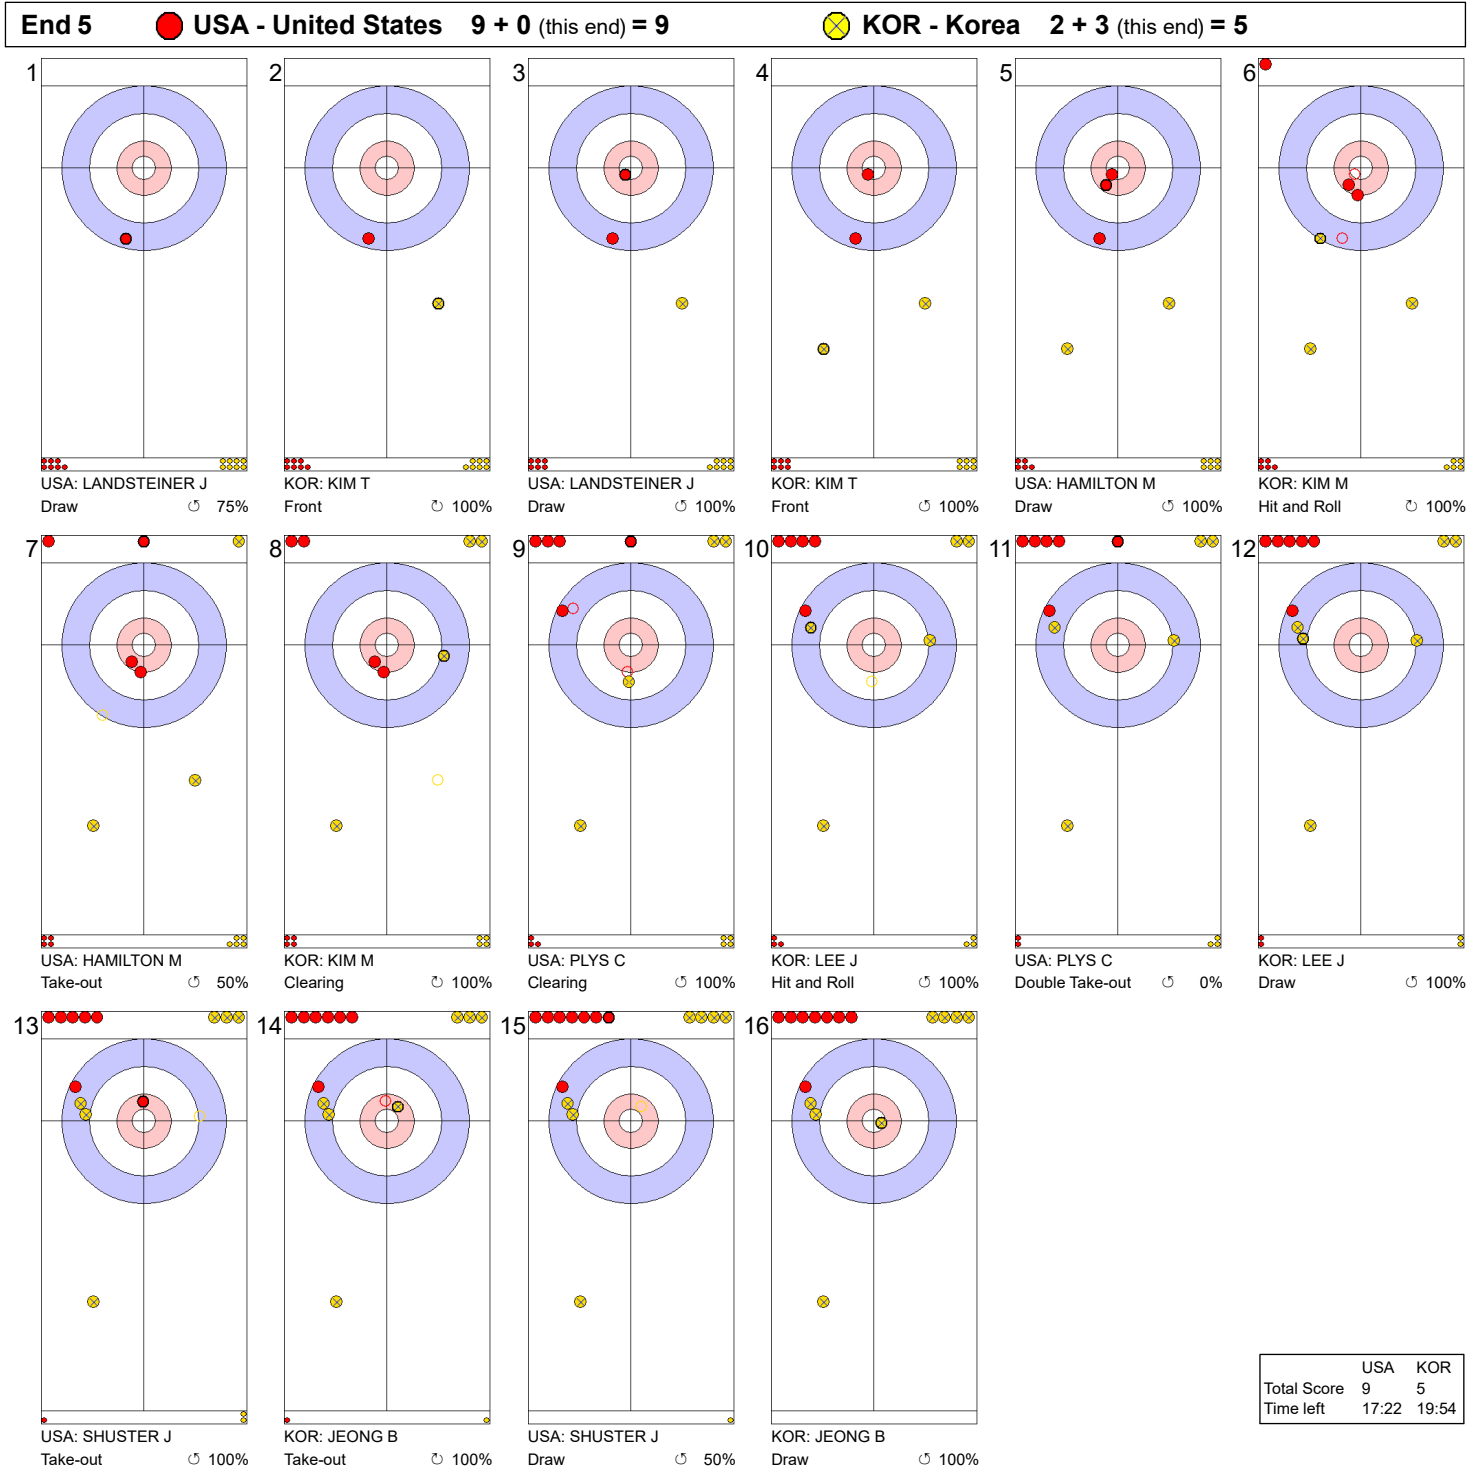 End 5 USA - United States 9 + 0 (this end) = 9 KOR - Korea 2 + 3 (this end) = 5
1 2 3 4 5 6
USA: LANDSTEINER J KOR: KIM T USA: LANDSTEINER J KOR: KIM T USA: HAMILTON M KOR: KIM M
Draw 75% Front 100% Draw 100% Front 100% Draw 100% Hit and Roll 100%
7 8 9 10 11 12
USA: HAMILTON M KOR: KIM M USA: PLYS C KOR: LEE J USA: PLYS C KOR: LEE J
Take-out 50% Clearing 100% Clearing 100% Hit and Roll 100% Double Take-out 0% Draw 100%
13 14 15 16
USA: SHUSTER J KOR: JEONG B USA: SHUSTER J KOR: JEONG B
Take-out 100% Take-out 100% Draw 50% Draw 100%
USA KOR
Total Score 9 5
Time left 17:22 19:54